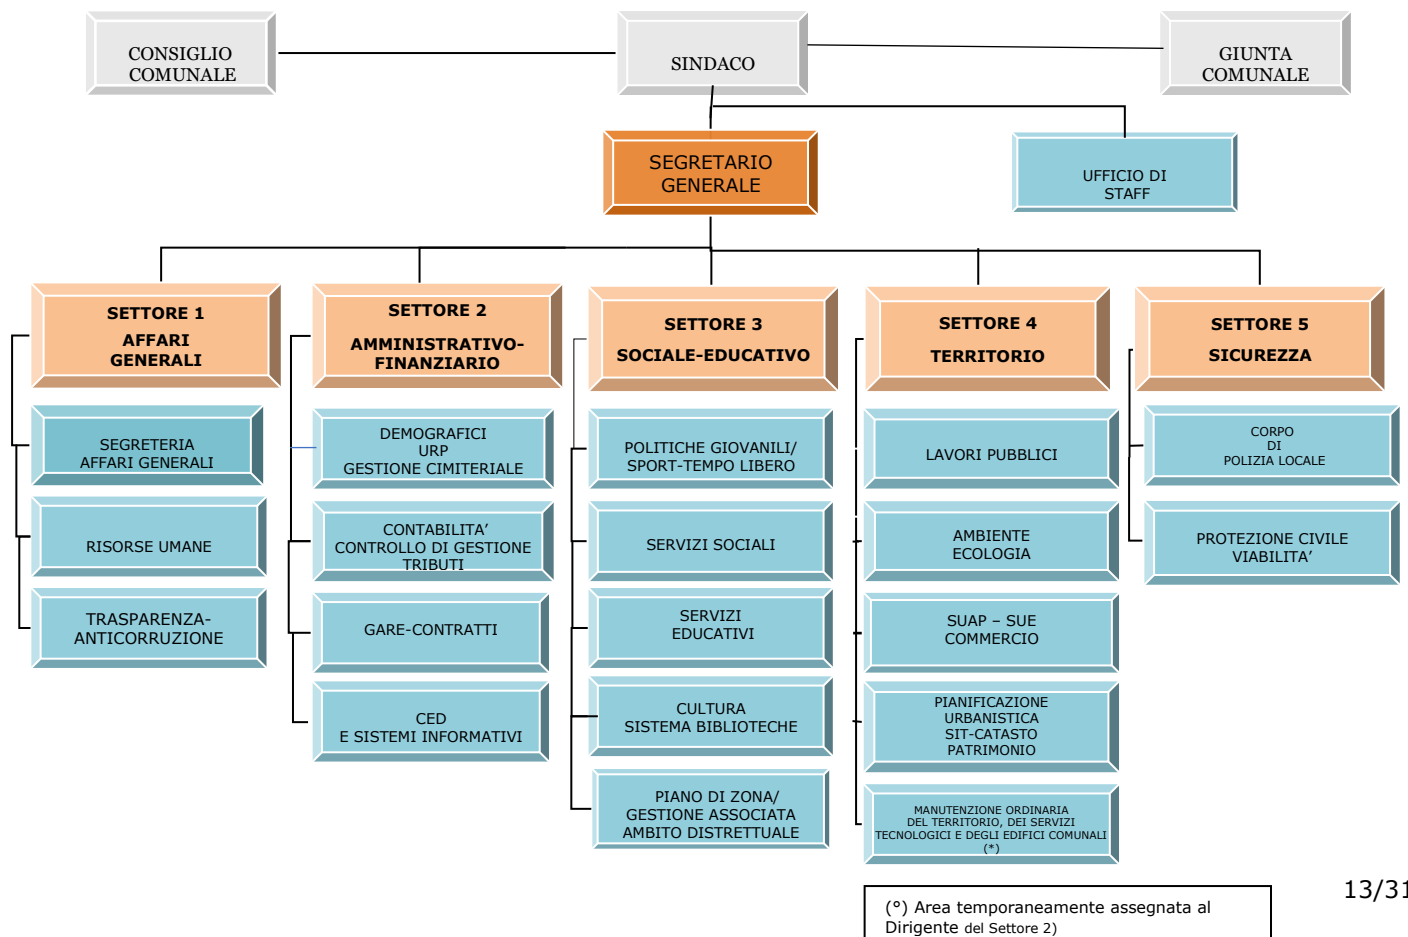 CONSIGLIO
COMUNALE
SINDACO
GIUNTA
COMUNALE
SEGRETARIO
GENERALE
UFFICIO DI
STAFF
SETTORE 1
AFFARI
GENERALI
SEGRETERIA
AFFARI GENERALI
RISORSE UMANE
TRASPARENZA-
ANTICORRUZIONE
SETTORE 2
AMMINISTRATIVO-
FINANZIARIO
DEMOGRAFICI
URP
GESTIONE CIMITERIALE
CONTABILITA’
CONTROLLO DI GESTIONE
TRIBUTI
GARE-CONTRATTI
CED
E SISTEMI INFORMATIVI
SETTORE 3
SOCIALE-EDUCATIVO
POLITICHE GIOVANILI/
SPORT-TEMPO LIBERO
SERVIZI SOCIALI
SERVIZI
EDUCATIVI
CULTURA
SISTEMA BIBLIOTECHE
PIANO DI ZONA/
GESTIONE ASSOCIATA
AMBITO DISTRETTUALE
SETTORE 4
TERRITORIO
LAVORI PUBBLICI
AMBIENTE
ECOLOGIA
SUAP – SUE
COMMERCIO
PIANIFICAZIONE
URBANISTICA
SIT-CATASTO
PATRIMONIO
MANUTENZIONE ORDINARIA
DEL TERRITORIO, DEI SERVIZI
TECNOLOGICI E DEGLI EDIFICI COMUNALI
(*)
SETTORE 5
SICUREZZA
CORPO
DI
POLIZIA LOCALE
PROTEZIONE CIVILE
VIABILITA’
(°) Area temporaneamente assegnata al
Dirigente del Settore 2)
13/31